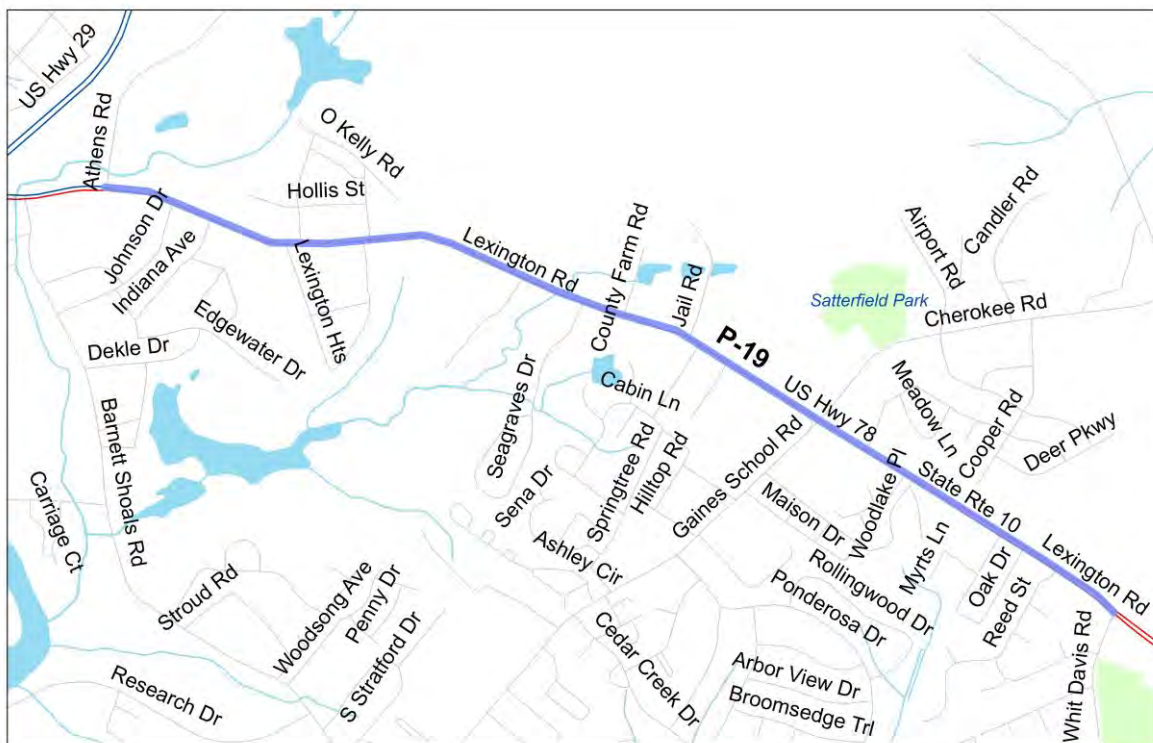 US Hwy 29
Athens Rd
O Kelly Rd
Hollis St
Johnson Dr
Indiana Ave
Lexington Hts
Edgewater Dr
Dekle Dr
Lexington Rd
County Farm Rd
Jail Rd
P-19
Airport Rd
Candler Rd
Satterfield Park
Cherokee Rd
US Hwy 78
Meadow Ln
Cooper Rd
Deer Pkwy
Cabin Ln
Seagraves Dr
Springtree Rd
Hilltop Rd
Gaines School Rd
Sena Dr
Ashley Cir
Maison Dr
Woodlake Pl
State Rte 10
Lexington Rd
Myrts Ln
Oak Dr
Reed St
Rollingwood Dr
Ponderosa Dr
Barnett Shoals Rd
Carriage Ct
Stroud Rd
Woodsong Ave
Penny Dr
S Stratford Dr
Research Dr
Cedar Creek Dr
Arbor View Dr
Broomsedge Trl
Whit Davis Rd